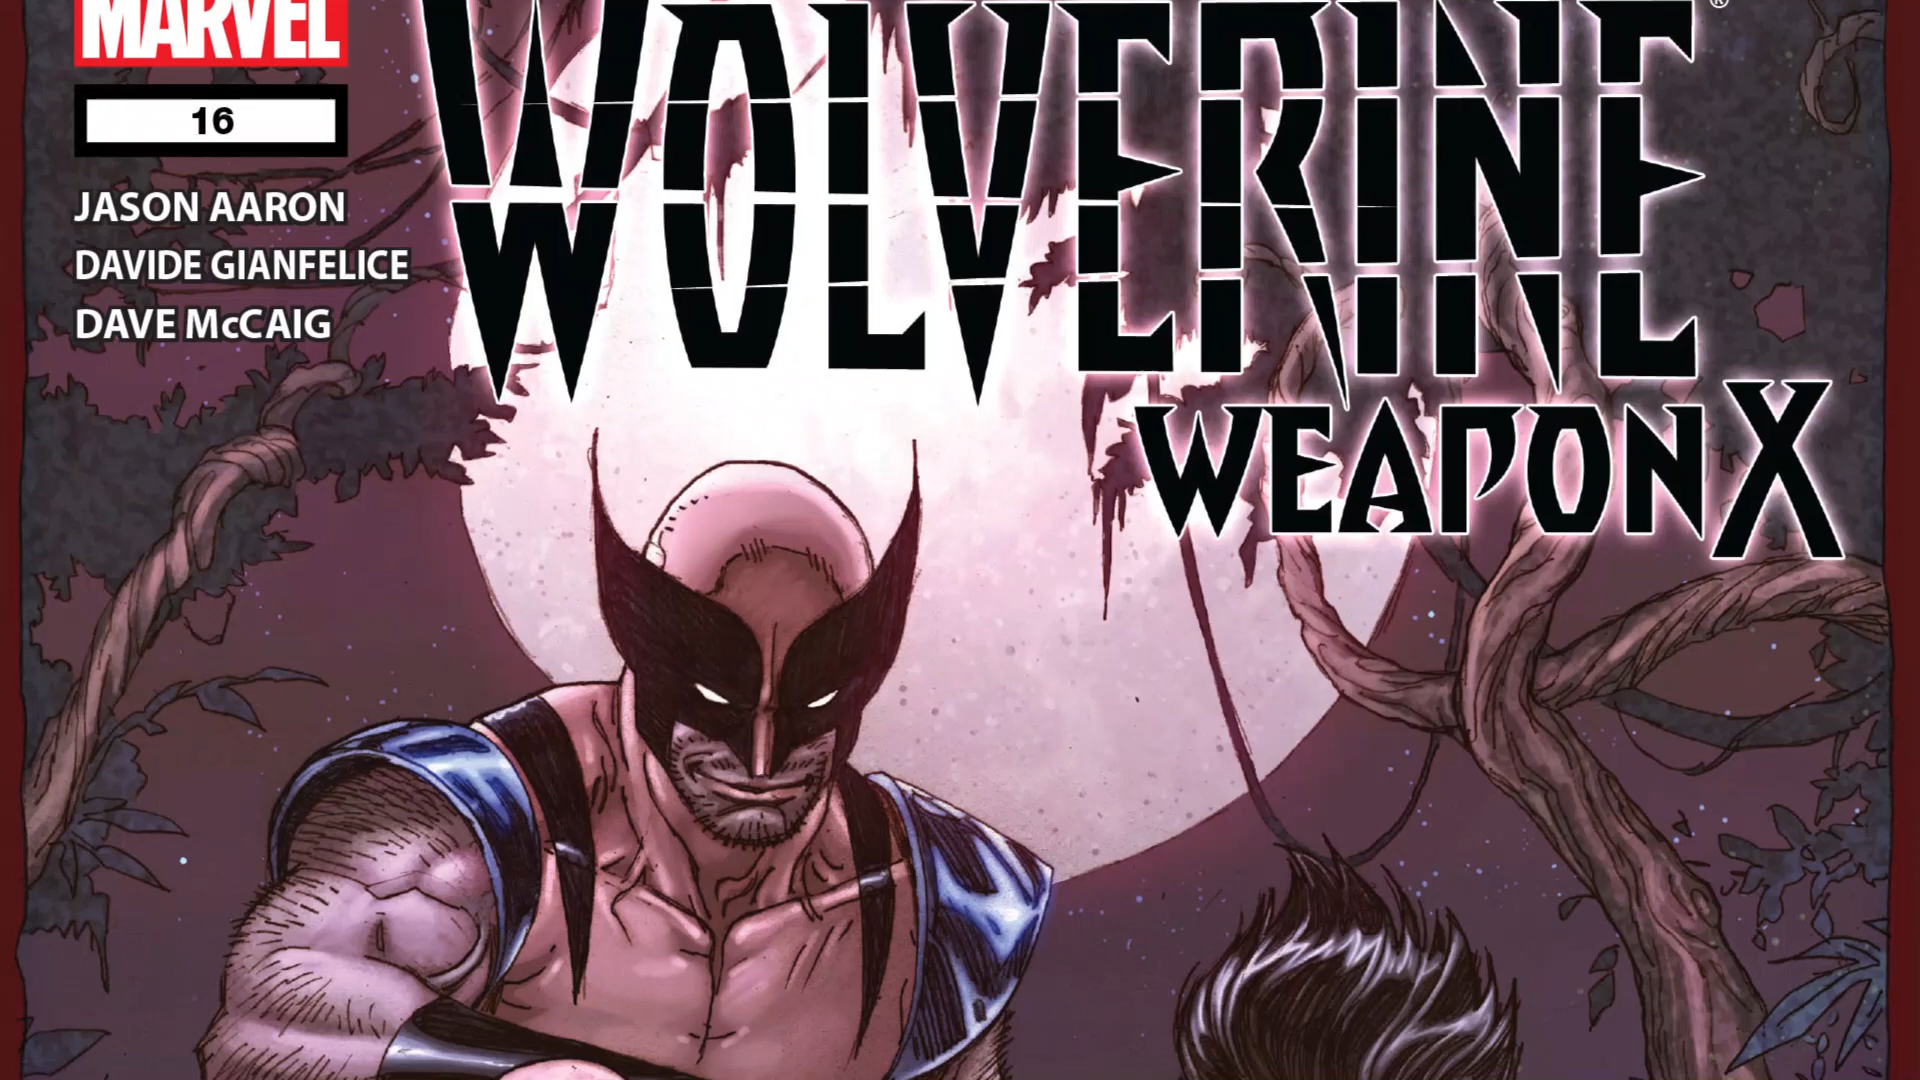 MARVEL
16
JASON AARON
DAVIDE GIANFELICE
DAVE McCAIG
WOLVERINE®
WEAPON X